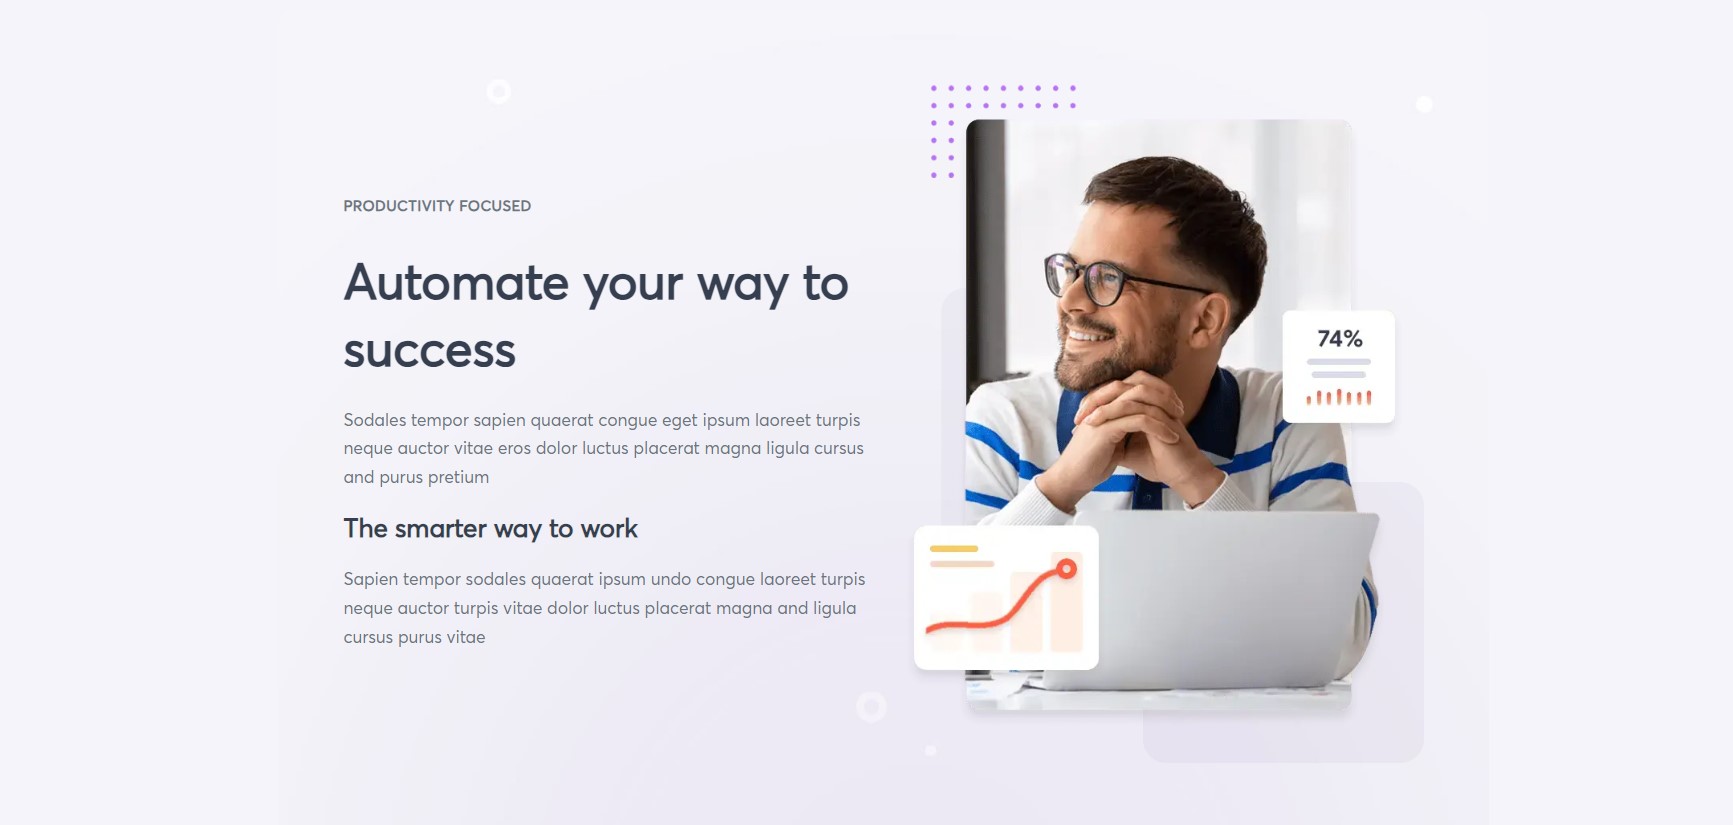 PRODUCTIVITY FOCUSED
Automate your way to
success
Sodales tempor sapien quaerat congue eget ipsum laoreet turpis
neque auctor vitae eros dolor luctus placerat magna ligula cursus
and purus pretium
The smarter way to work
Sapien tempor sodales quaerat ipsum undo congue laoreet turpis
neque auctor turpis vitae dolor luctus placerat magna and ligula
cursus purus vitae
74%